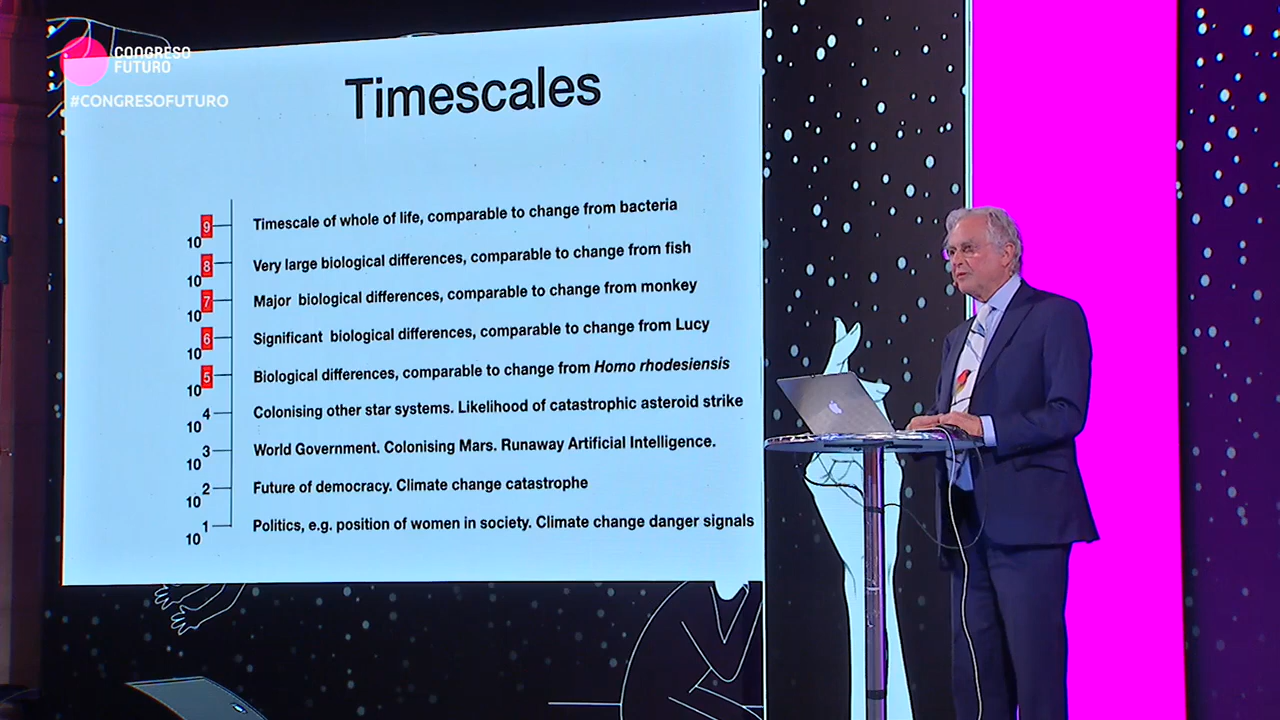 CONGRESO
FUTURO
#CONGRESOFUTURO
Timescales
10 9 Timescale of whole of life, comparable to change from bacteria
10 8 Very large biological differences, comparable to change from fish
10 7 Major biological differences, comparable to change from monkey
10 6 Significant biological differences, comparable to change from Lucy
10 5 Biological differences, comparable to change from Homo rhodesiensis
10 4 Colonising other star systems. Likelihood of catastrophic asteroid strike
10 3 World Government. Colonising Mars. Runaway Artificial Intelligence.
10 2 Future of democracy. Climate change catastrophe
10 1 Politics, e.g. position of women in society. Climate change danger signals